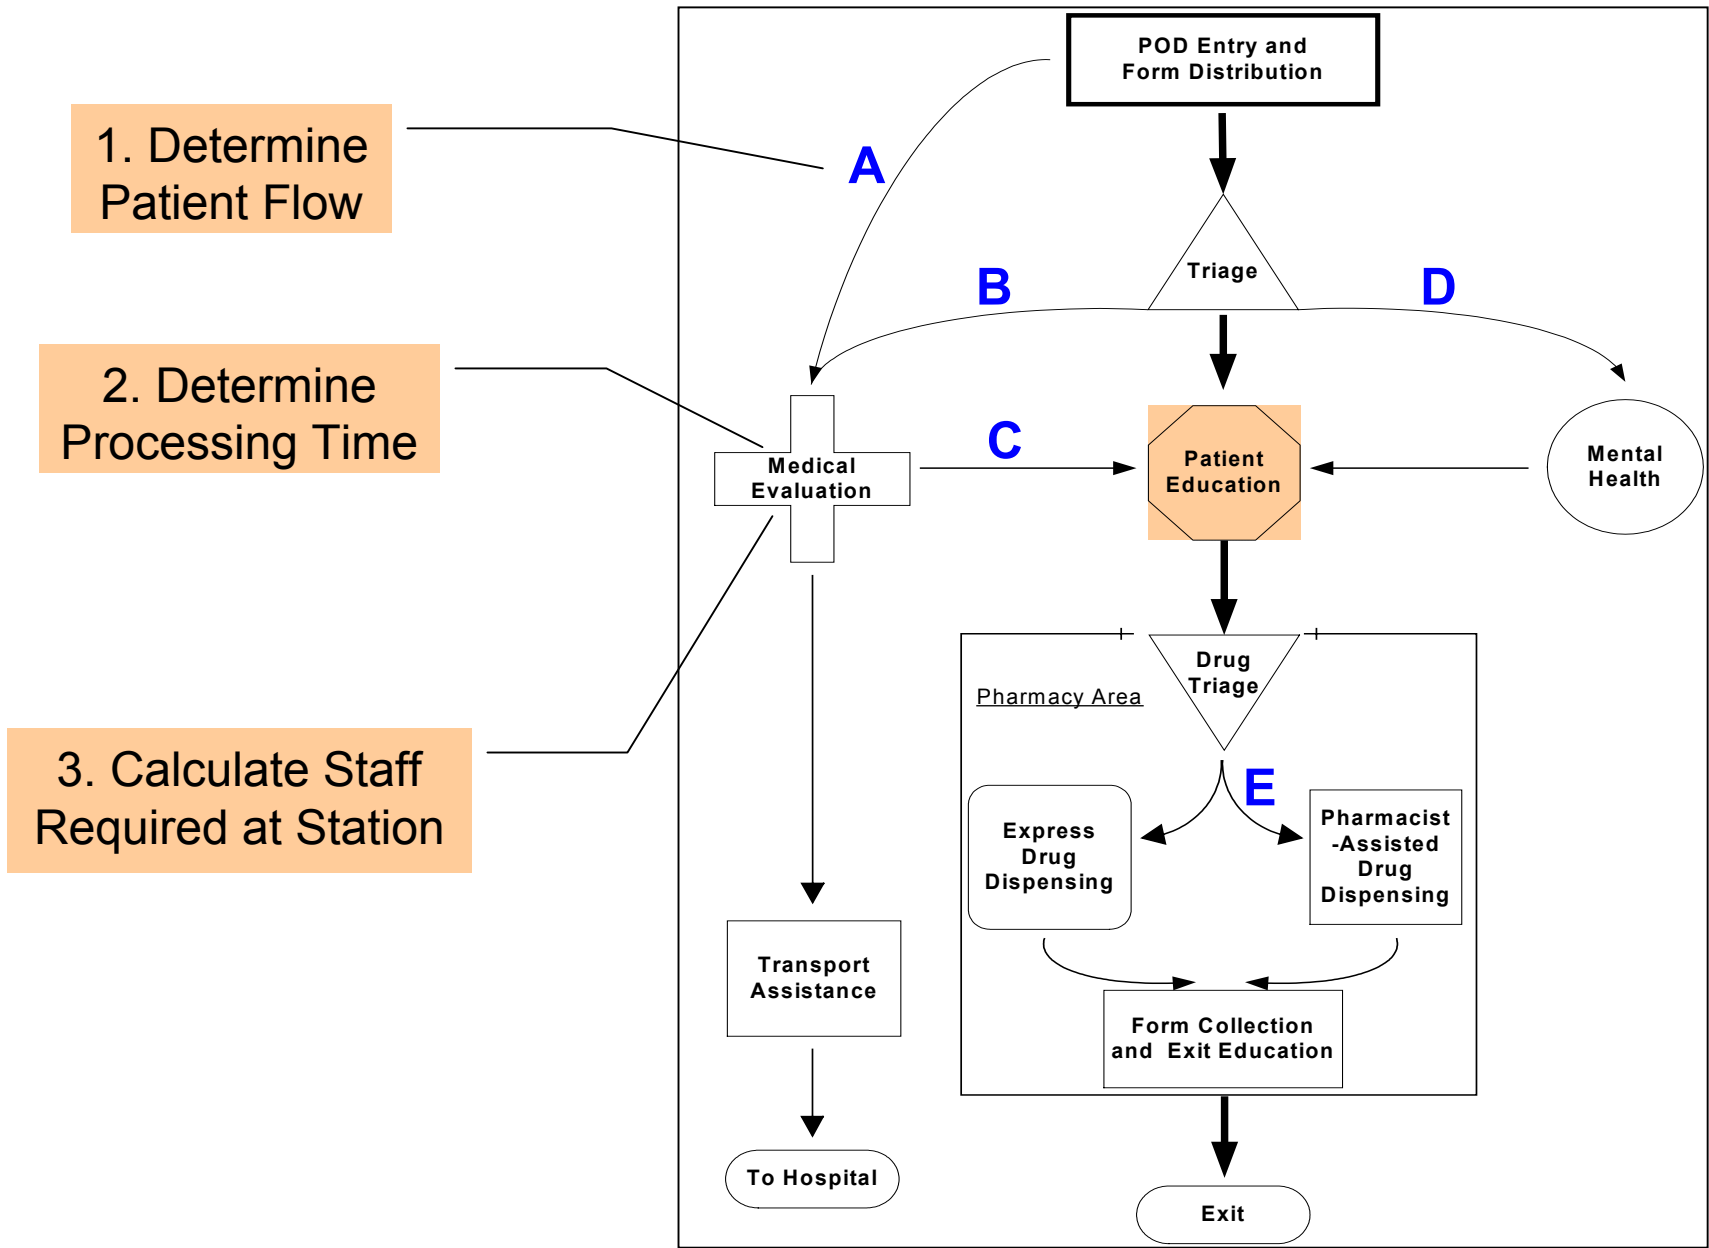 POD Entry and
Form Distribution
1. Determine
Patient Flow
A
Triage
B
D
2. Determine
Processing Time
C
Medical
Evaluation
Patient
Education
Mental
Health
Drug
Triage
Pharmacy Area
3. Calculate Staff
Required at Station
E
Express
Drug
Dispensing
Pharmacist
-Assisted
Drug
Dispensing
Transport
Assistance
Form Collection
and Exit Education
To Hospital
Exit